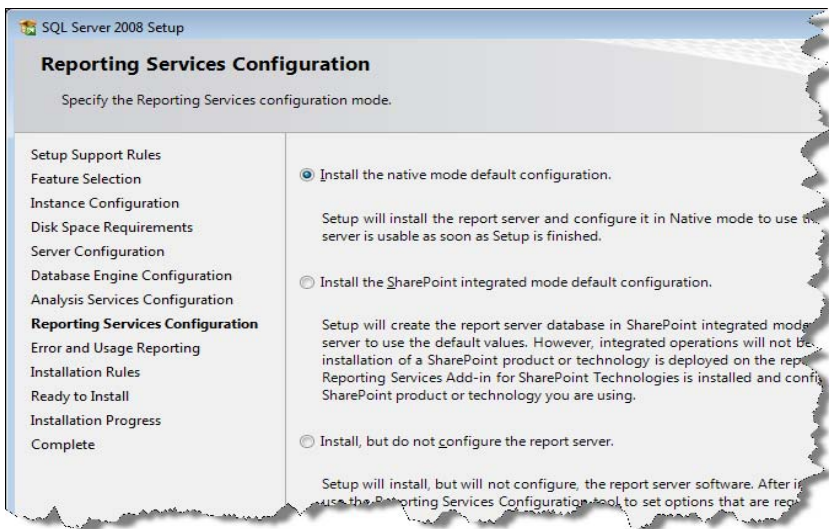 SQL Server 2008 Setup
Reporting Services Configuration
Specify the Reporting Services configuration mode.
Setup Support Rules
Feature Selection
Instance Configuration
Disk Space Requirements
Server Configuration
Database Engine Configuration
Analysis Services Configuration
Reporting Services Configuration
Error and Usage Reporting
Installation Rules
Ready to Install
Installation Progress
Complete
Install the native mode default configuration.
Setup will install the report server and configure it in Native mode to use
server is usable as soon as Setup is finished.
Install the SharePoint integrated mode default configuration.
Setup will create the report server database in SharePoint integrated mode
server to use the default values. However, integrated operations will not
installation of a SharePoint product or technology is deployed on the
Reporting Services Add-in for SharePoint Technologies is installed and
SharePoint product or technology you are using.
Install, but do not configure the report server.
Setup will install, but will not configure, the report server software. After
use the Reporting Services Configuration tool to set options that are